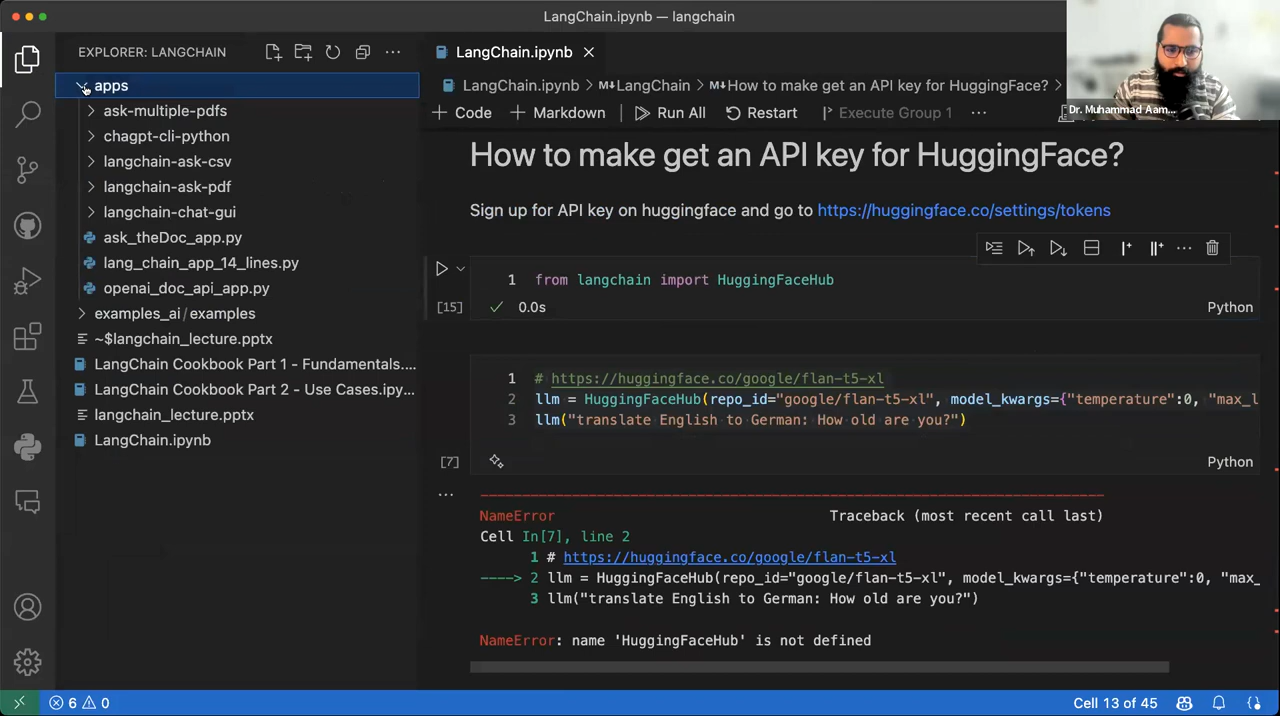 LangChain.ipynb — langchain
EXPLORER: LANGCHAIN
apps
ask-multiple-pdfs
chagpt-cli-python
langchain-ask-csv
langchain-ask-pdf
langchain-chat-gui
ask_theDoc_app.py
lang_chain_app_14_lines.py
openai_doc_api_app.py
examples_ai/examples
~$langchain_lecture.pptx
LangChain Cookbook Part 1 - Fundamentals....
LangChain Cookbook Part 2 - Use Cases.ipy...
langchain_lecture.pptx
LangChain.ipynb
LangChain.ipynb
LangChain.ipynb > M↓LangChain > M↓How to make get an API key for HuggingFace? >
Code Markdown Run All Restart Execute Group 1 ...
Dr. Muhammad Aam...
How to make get an API key for HuggingFace?
Sign up for API key on huggingface and go to https://huggingface.co/settings/tokens
1 from langchain import HuggingFaceHub
[15] 0.0s Python
1 # https://huggingface.co/google/flan-t5-xl
2 llm = HuggingFaceHub(repo_id="google/flan-t5-xl", model_kwargs={"temperature":0, "max_l
3 llm("translate English to German: How old are you?")
[7] Python
...
---------------------------------------------------------------------------
NameError Traceback (most recent call last)
Cell In[7], line 2
1 # https://huggingface.co/google/flan-t5-xl
----> 2 llm = HuggingFaceHub(repo_id="google/flan-t5-xl", model_kwargs={"temperature":0, "max_
3 llm("translate English to German: How old are you?")
NameError: name 'HuggingFaceHub' is not defined
6 0
Cell 13 of 45